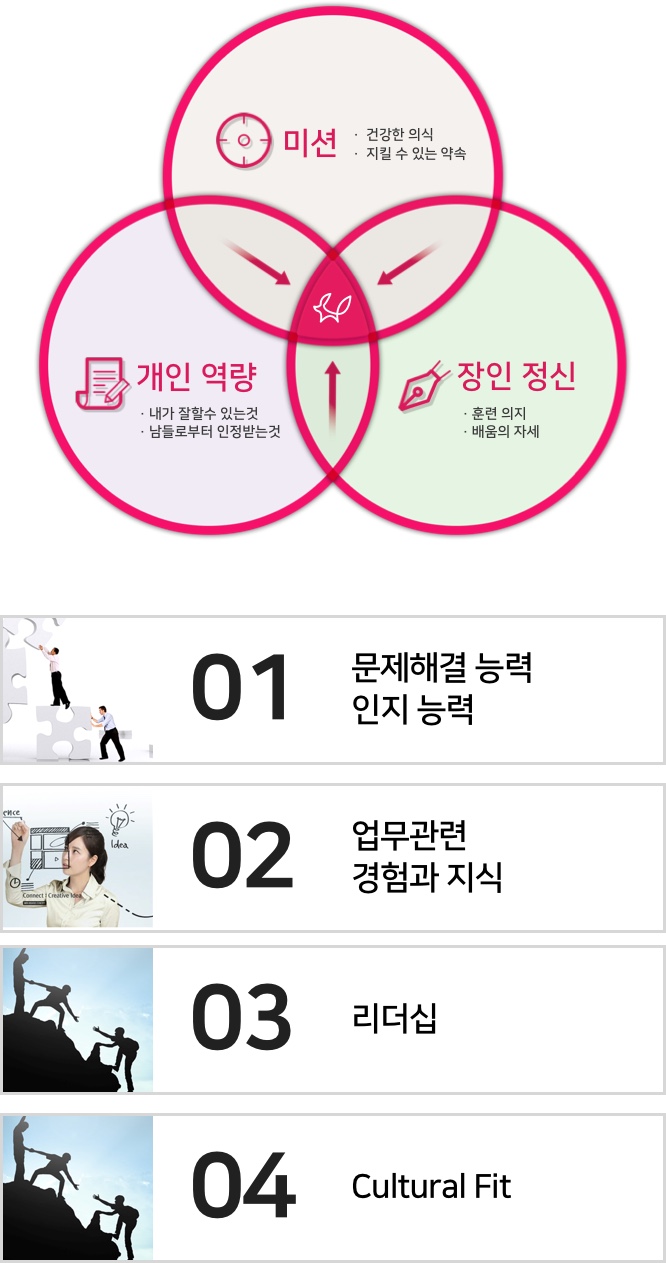 미션
· 건강한 의식
· 지킬 수 있는 약속
개인 역량
· 내가 잘할수 있는것
· 남들로부터 인정받는것
장인 정신
· 훈련 의지
· 배움의 자세
01
문제해결 능력
인지 능력
ence
Idea
Connect | Creative Idea
02
업무관련
경험과 지식
03
리더십
04
Cultural Fit